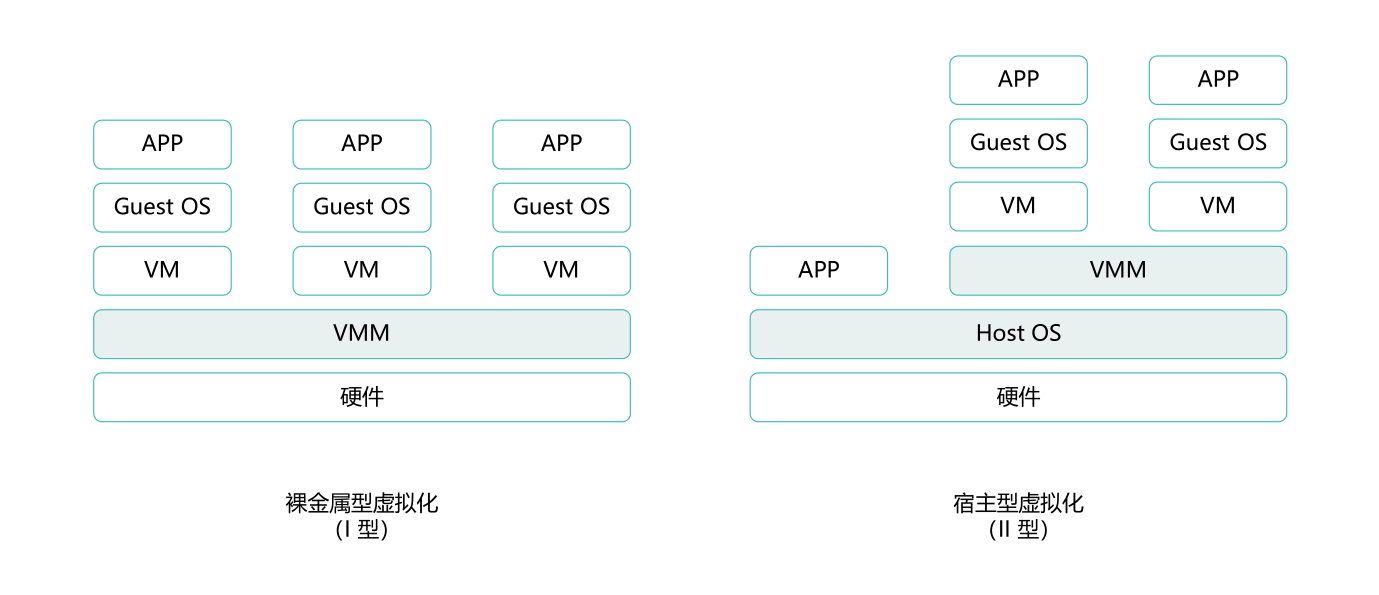 APP
APP
APP
Guest OS
Guest OS
Guest OS
VM
VM
VM
VMM
硬件
裸金属型虚拟化
(I 型)
APP
APP
Guest OS
Guest OS
VM
VM
APP
VMM
Host OS
硬件
宿主型虚拟化
(II 型)